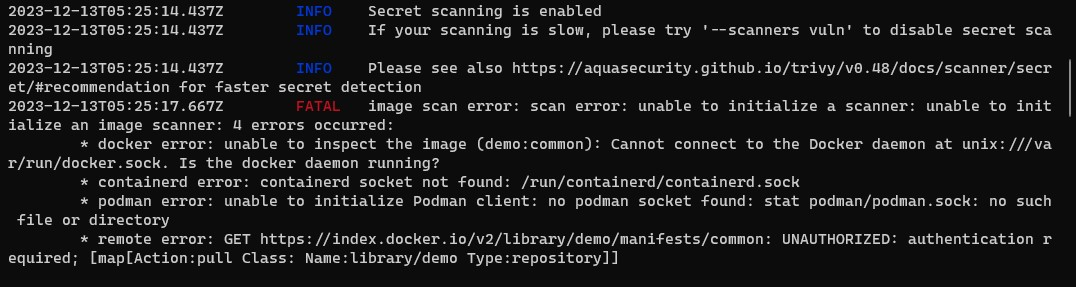 2023-12-13T05:25:14.437Z        INFO    Secret scanning is enabled
2023-12-13T05:25:14.437Z        INFO    If your scanning is slow, please try '--scanners vuln' to disable secret sca
nning
2023-12-13T05:25:14.437Z        INFO    Please see also https://aquasecurity.github.io/trivy/v0.48/docs/scanner/secr
et/#recommendation for faster secret detection
2023-12-13T05:25:17.667Z        FATAL   image scan error: scan error: unable to initialize a scanner: unable to init
ialize an image scanner: 4 errors occurred:
        * docker error: unable to inspect the image (demo:common): Cannot connect to the Docker daemon at unix:///va
r/run/docker.sock. Is the docker daemon running?
        * containerd error: containerd socket not found: /run/containerd/containerd.sock
        * podman error: unable to initialize Podman client: no podman socket found: stat podman/podman.sock: no such
 file or directory
        * remote error: GET https://index.docker.io/v2/library/demo/manifests/common: UNAUTHORIZED: authentication r
equired; [map[Action:pull Class: Name:library/demo Type:repository]]